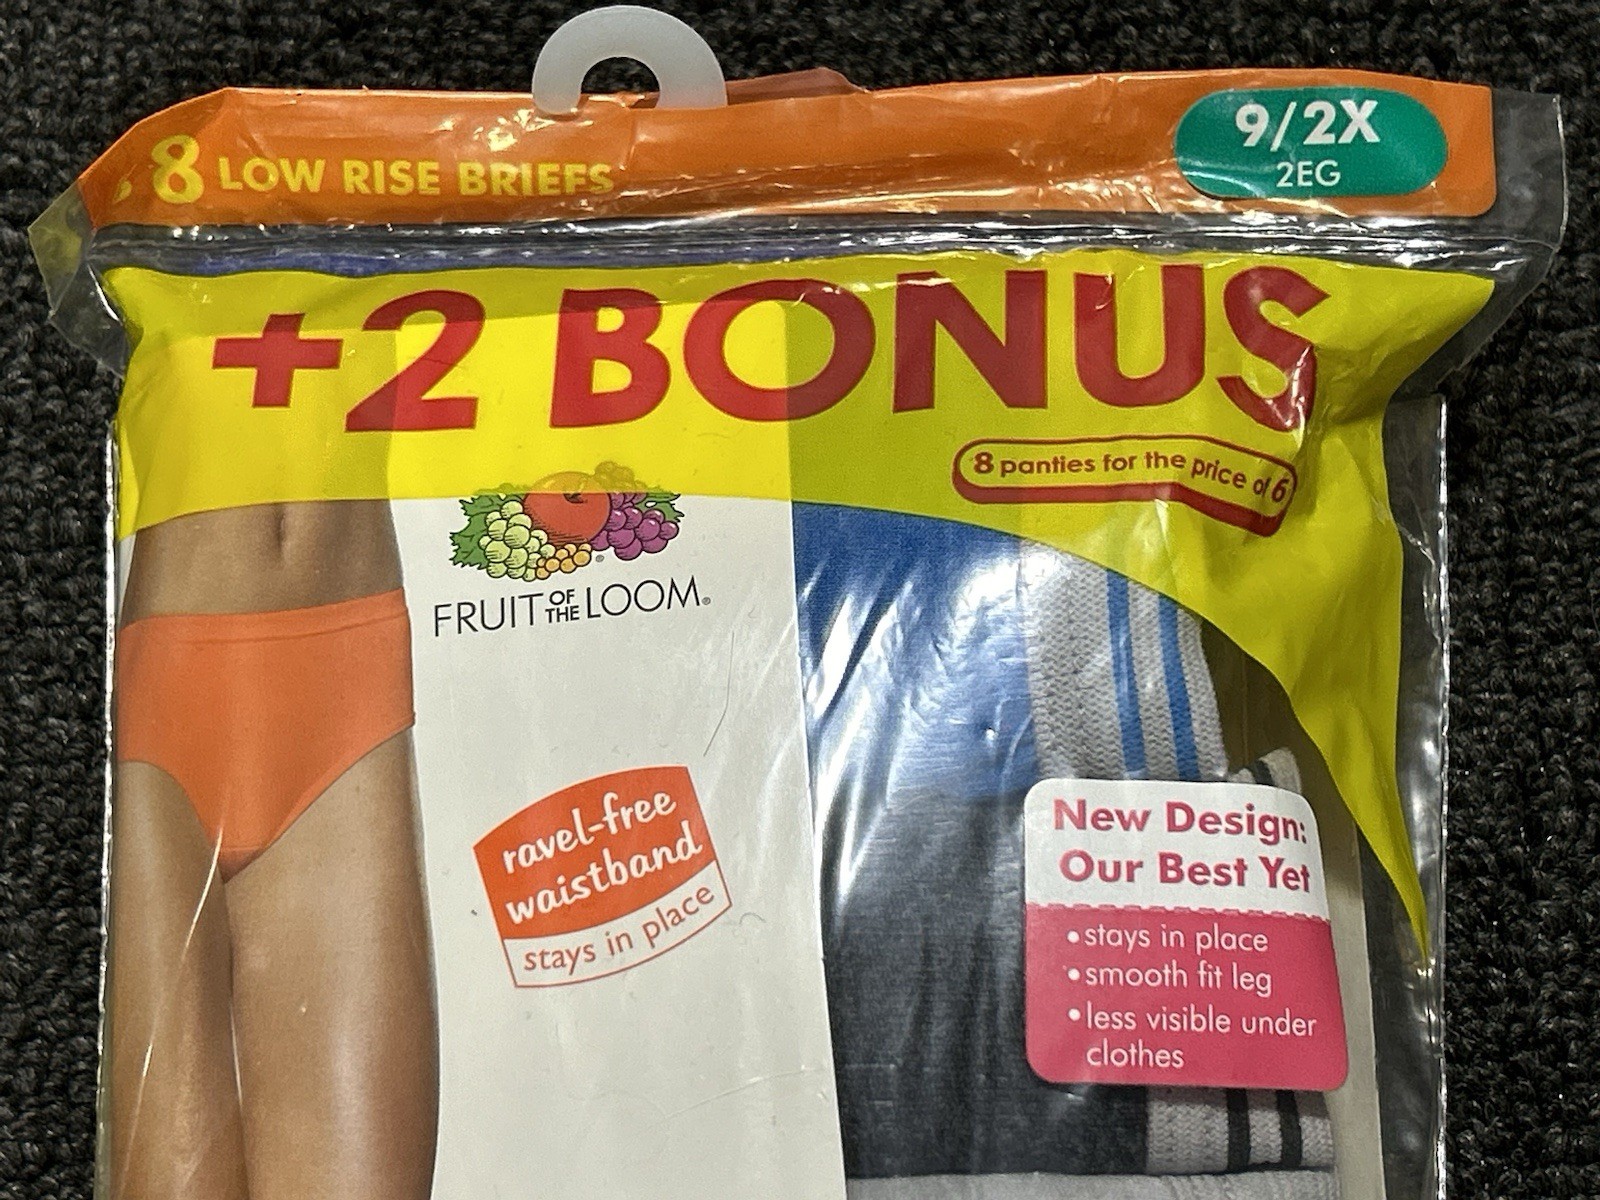 8 LOW RISE BRIEFS
9/2X
2EG
+2 BONUS
8 panties for the price of 6
FRUIT OF THE LOOM®
ravel-free
waistband
stays in place
New Design:
Our Best Yet
• stays in place
• smooth fit leg
• less visible under
clothes